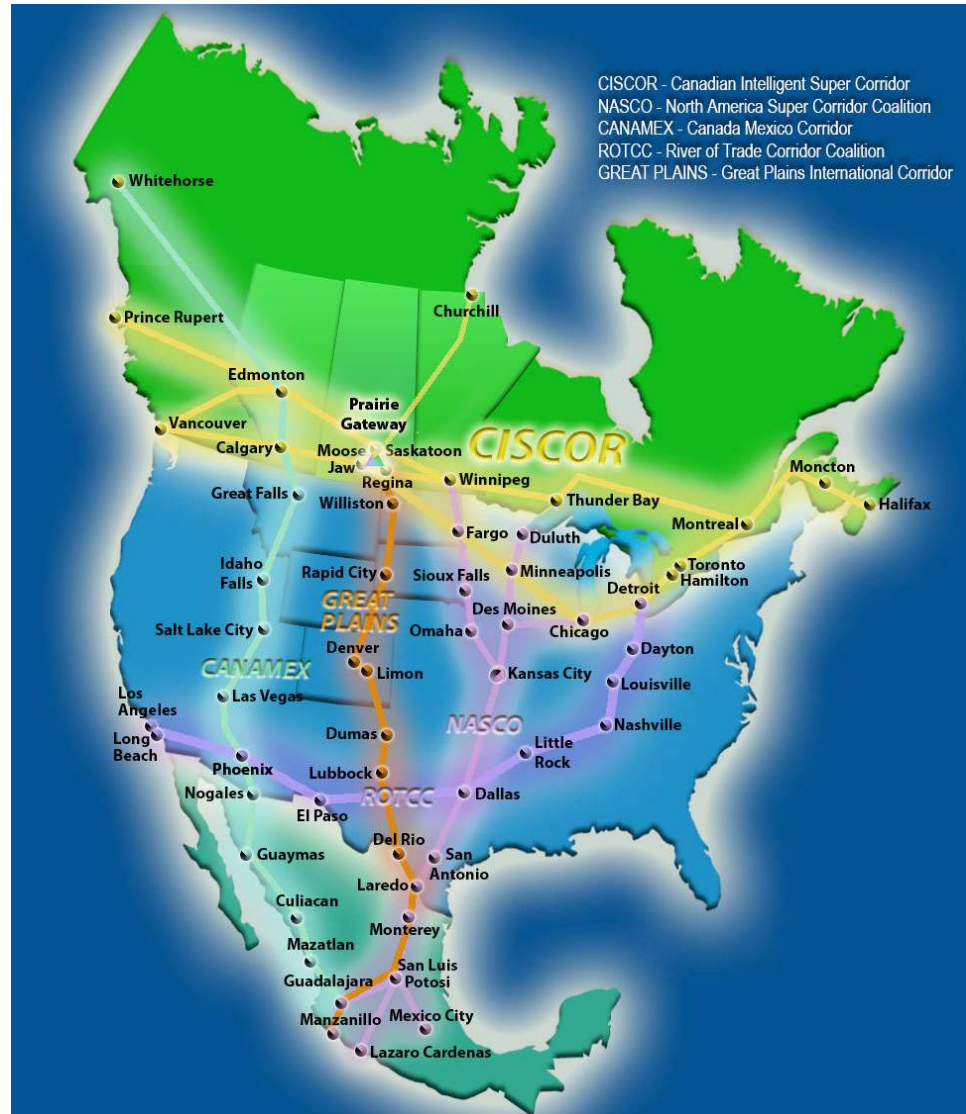 CISCOR - Canadian Intelligent Super Corridor
NASCO - North America Super Corridor Coalition
CANAMEX - Canada Mexico Corridor
ROTCC - River of Trade Corridor Coalition
GREAT PLAINS - Great Plains International Corridor
Whitehorse
Churchill
Prince Rupert
Edmonton
Prairie
Gateway
Vancouver
CISCOR
Calgary
Moose
Jaw
Saskatoon
Regina
Winnipeg
Moncton
Great Falls
Williston
Thunder Bay
Halifax
Montreal
Fargo
Duluth
Idaho
Falls
Rapid City
Sioux Falls
Minneapolis
Toronto
Hamilton
Detroit
GREAT
PLAINS
Des Moines
Salt Lake City
Omaha
Chicago
Denver
Limon
Dayton
CANAMEX
Kansas City
Louisville
Los
Angeles
Las Vegas
Long
Beach
Dumas
NASCO
Nashville
Little
Rock
Phoenix
Lubbock
Nogales
ROTCC
Dallas
El Paso
Del Rio
Guaymas
San
Antonio
Laredo
Culiacan
Monterey
Mazatlan
San Luis
Potosi
Guadalajara
Mexico City
Manzanillo
Lazaro Cardenas